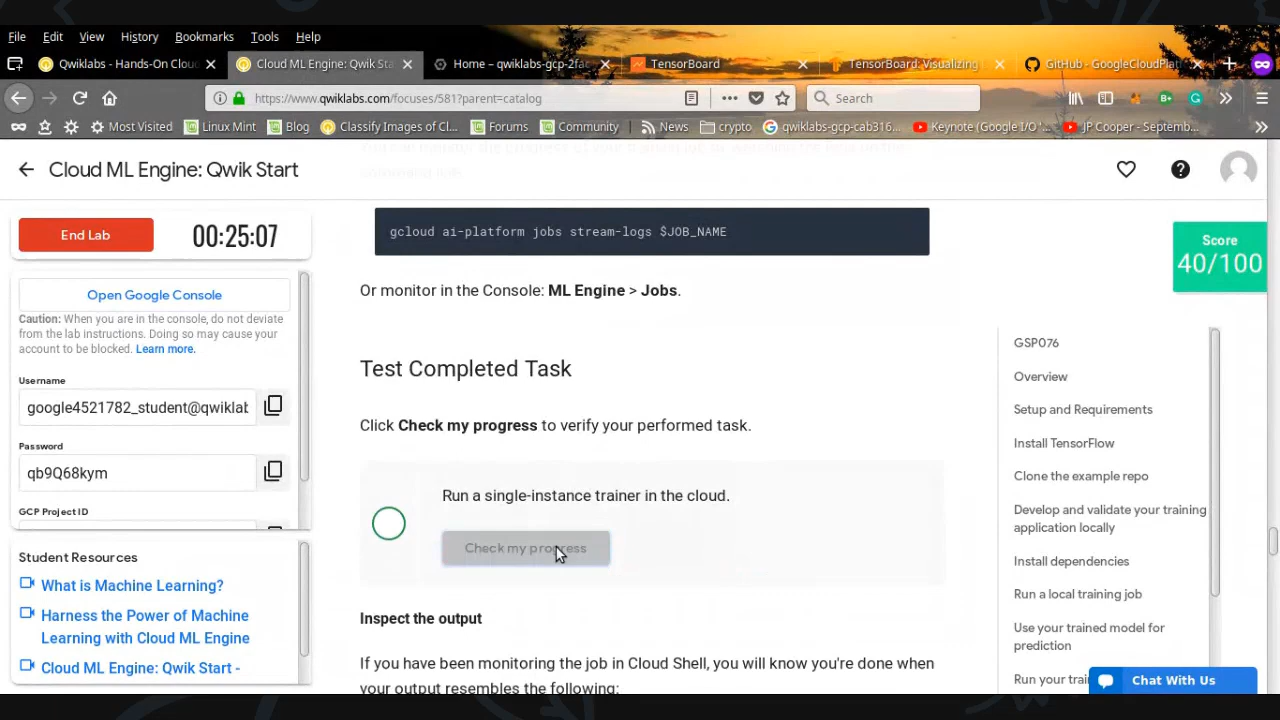 File Edit View History Bookmarks Tools Help
Qwiklabs - Hands-On Cloud
Cloud ML Engine: Qwik Sta
Home – qwiklabs-gcp-2fac
TensorBoard
TensorBoard: Visualizing
GitHub - GoogleCloudPlat
https://www.qwiklabs.com/focuses/581?parent=catalog
Search
Most Visited
Linux Mint
Blog
Classify Images of Cl...
Forums
Community
News
crypto
qwiklabs-gcp-cab316...
Keynote (Google I/O '...
JP Cooper - Septemb...
Cloud ML Engine: Qwik Start
End Lab
00:25:07
Open Google Console
Caution: When you are in the console, do not deviate
from the lab instructions. Doing so may cause your
account to be blocked. Learn more.
Username
google4521782_student@qwiklab
Password
qb9Q68kym
GCP Project ID
Student Resources
What is Machine Learning?
Harness the Power of Machine
Learning with Cloud ML Engine
Cloud ML Engine: Qwik Start -
gcloud ai-platform jobs stream-logs $JOB_NAME
Or monitor in the Console: ML Engine > Jobs.
Test Completed Task
Click Check my progress to verify your performed task.
Run a single-instance trainer in the cloud.
Check my progress
Inspect the output
If you have been monitoring the job in Cloud Shell, you will know you're done when
your output resembles the following:
Score
40/100
GSP076
Overview
Setup and Requirements
Install TensorFlow
Clone the example repo
Develop and validate your training
application locally
Install dependencies
Run a local training job
Use your trained model for
prediction
Run your trai
Chat With Us